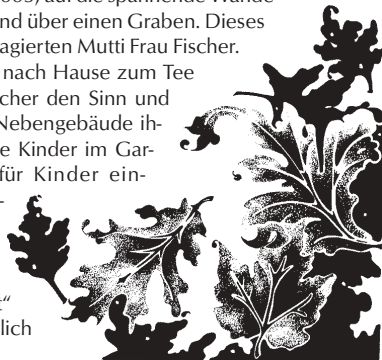 auf die spannende Wande
nd über einen Graben. Dieses
agierten Mutti Frau Fischer.
nach Hause zum Tee
cher den Sinn und
Nebengebäude ih-
e Kinder im Gar-
für Kinder ein-
-
t“
lich